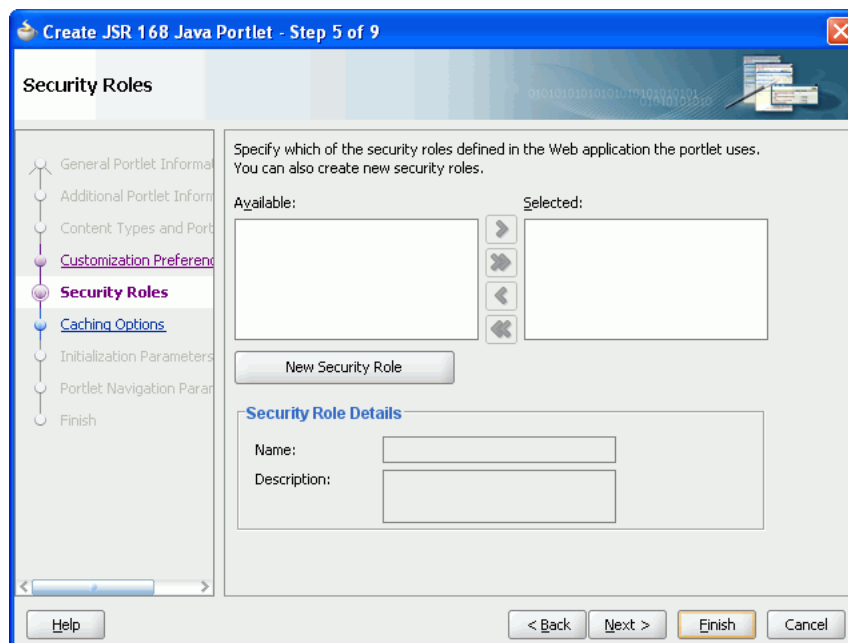 Create JSR 168 Java Portlet - Step 5 of 9
Security Roles
010101010101010101010101
0101010101010
General Portlet Informa
Additional Portlet Inform
Content Types and Port
Customization Preferenc
Security Roles
Caching Options
Initialization Parameters
Portlet Navigation Parar
Finish
Specify which of the security roles defined in the Web application the portlet uses.
You can also create new security roles.
Available:
Selected:
New Security Role
Security Role Details
Name:
Description:
Help
< Back
Next >
Finish
Cancel